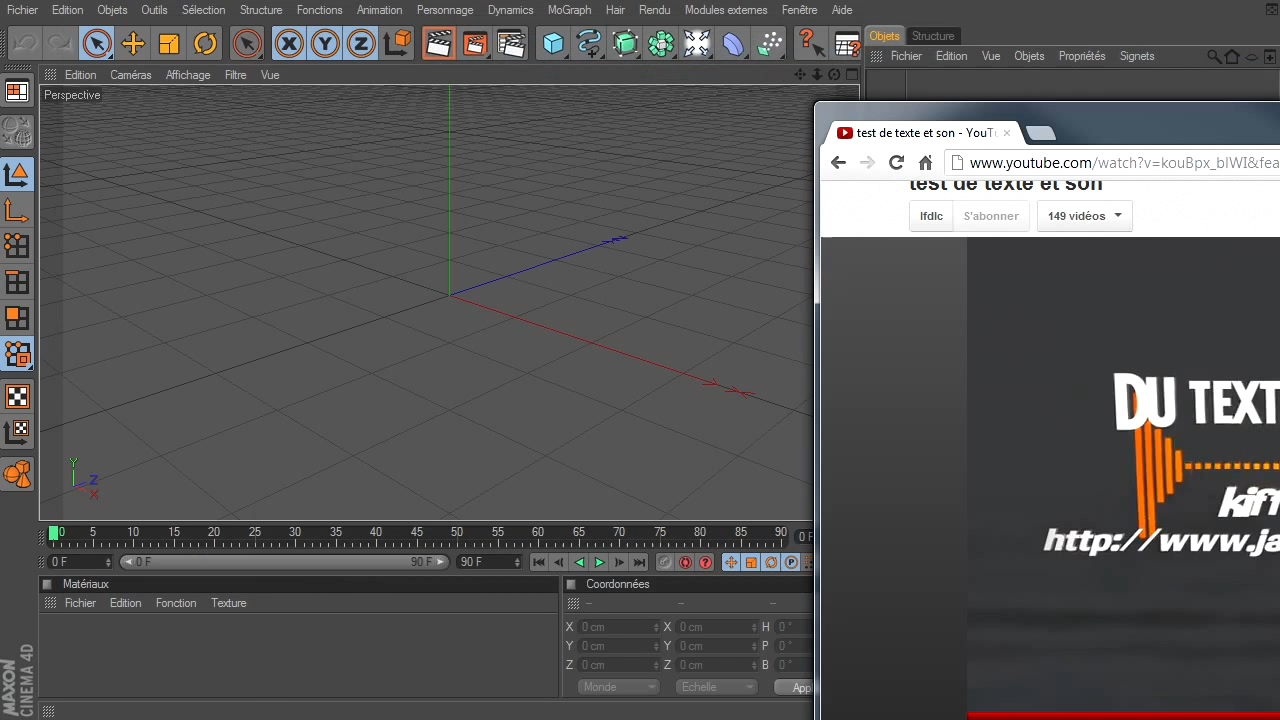 Fichier Edition Objets Outils Sélection Structure Fonctions Animation Personnage Dynamics MoGraph Hair Rendu Modules externes Fenêtre Aide
Objets Structure
Fichier Edition Vue Objets Propriétés Signets
Edition Caméras Affichage Filtre Vue
Perspective
test de texte et son - YouTu
www.youtube.com/watch?v=kouBpx_blWI&fea
test de texte et son
lfdlc S'abonner 149 vidéos
DU TEXT
kiff
http://www.ja
Y
Z
X
0 5 10 15 20 25 30 35 40 45 50 55 60 65 70 75 80 85 90 0 F
0 F 0 F 90 F 90 F
Matériaux
Fichier Edition Fonction Texture
Coordonnées
X 0 cm X 0 cm H 0 °
Y 0 cm Y 0 cm P 0 °
Z 0 cm Z 0 cm B 0 °
Monde Echelle Appl
MAXON
CINEMA 4D